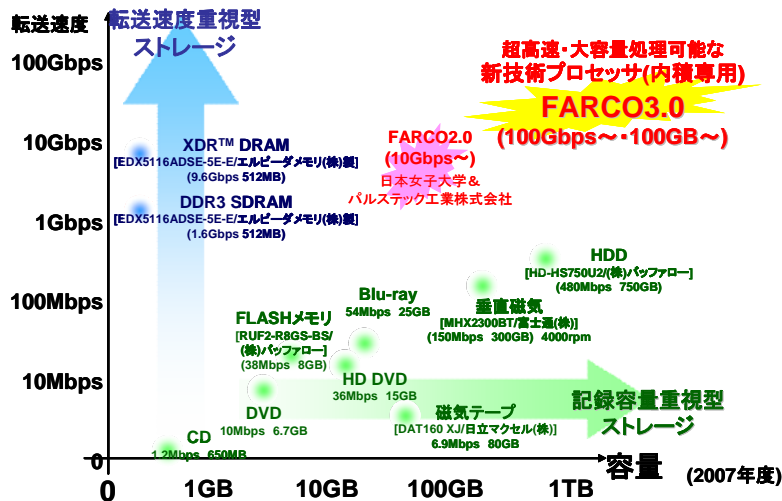 転送速度
転送速度重視型
ストレージ
100Gbps
超高速・大容量処理可能な
新技術プロセッサ(内積専用)
FARCO3.0
(100Gbps～・100GB～)
10Gbps
XDR™ DRAM
[EDX5116ADSE-5E-E/エルピーダメモリ(株)製]
(9.6Gbps 512MB)
FARCO2.0
(10Gbps～)
日本女子大学＆
パルステック工業株式会社
DDR3 SDRAM
[EDX5116ADSE-5E-E/エルピーダメモリ(株)製]
(1.6Gbps 512MB)
1Gbps
HDD
[HD-HS750U2/(株)バッファロー]
(480Mbps 750GB)
100Mbps
Blu-ray
54Mbps 25GB
垂直磁気
[MHX2300BT/富士通(株)]
(150Mbps 300GB) 4000rpm
FLASHメモリ
[RUF2-R8GS-BS/
(株)バッファロー]
(38Mbps 8GB)
10Mbps
HD DVD
36Mbps 15GB
DVD
10Mbps 6.7GB
磁気テープ
[DAT160 XJ/日立マクセル(株)]
6.9Mbps 80GB
記録容量重視型
ストレージ
CD
1.2Mbps 650MB
0
0
1GB
10GB
100GB
1TB
容量
(2007年度)